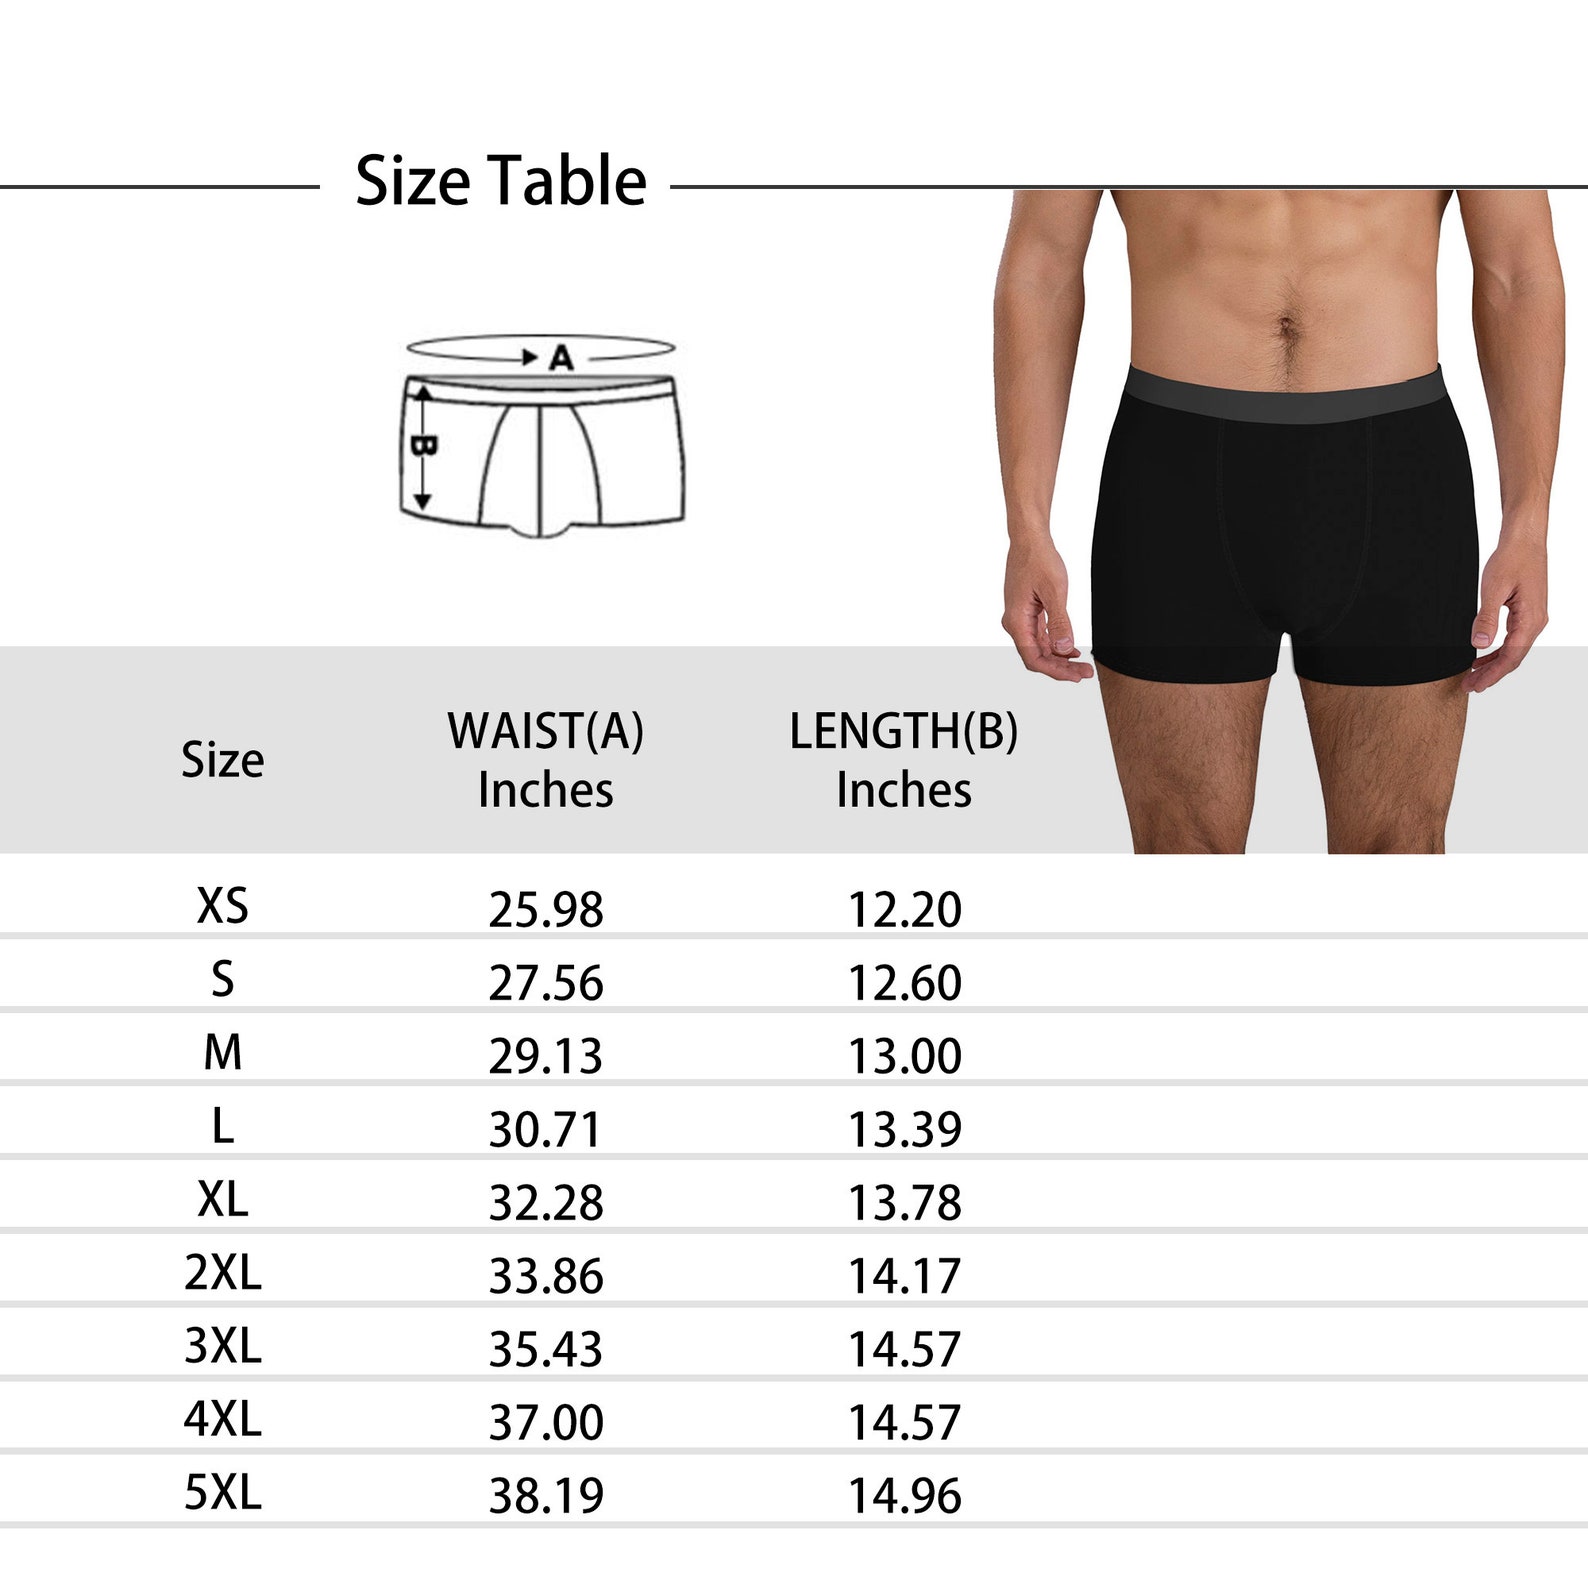 Size Table
A
B
Size WAIST(A) LENGTH(B)
Inches Inches
XS 25.98 12.20
S 27.56 12.60
M 29.13 13.00
L 30.71 13.39
XL 32.28 13.78
2XL 33.86 14.17
3XL 35.43 14.57
4XL 37.00 14.57
5XL 38.19 14.96